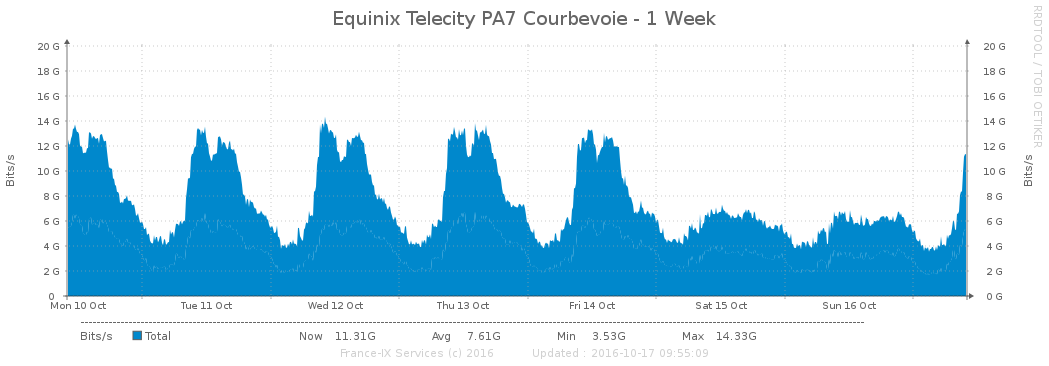 Equinix Telecity PA7 Courbevoie - 1 Week
RRDTOOL / TOBI OETIKER
Bits/s
Bits/s
20 G 20 G
18 G 18 G
16 G 16 G
14 G 14 G
12 G 12 G
10 G 10 G
8 G 8 G
6 G 6 G
4 G 4 G
2 G 2 G
0 0 G
Mon 10 Oct Tue 11 Oct Wed 12 Oct Thu 13 Oct Fri 14 Oct Sat 15 Oct Sun 16 Oct
Bits/s Total Now 11.31G Avg 7.61G Min 3.53G Max 14.33G
France-IX Services (c) 2016 Updated : 2016-10-17 09:55:09